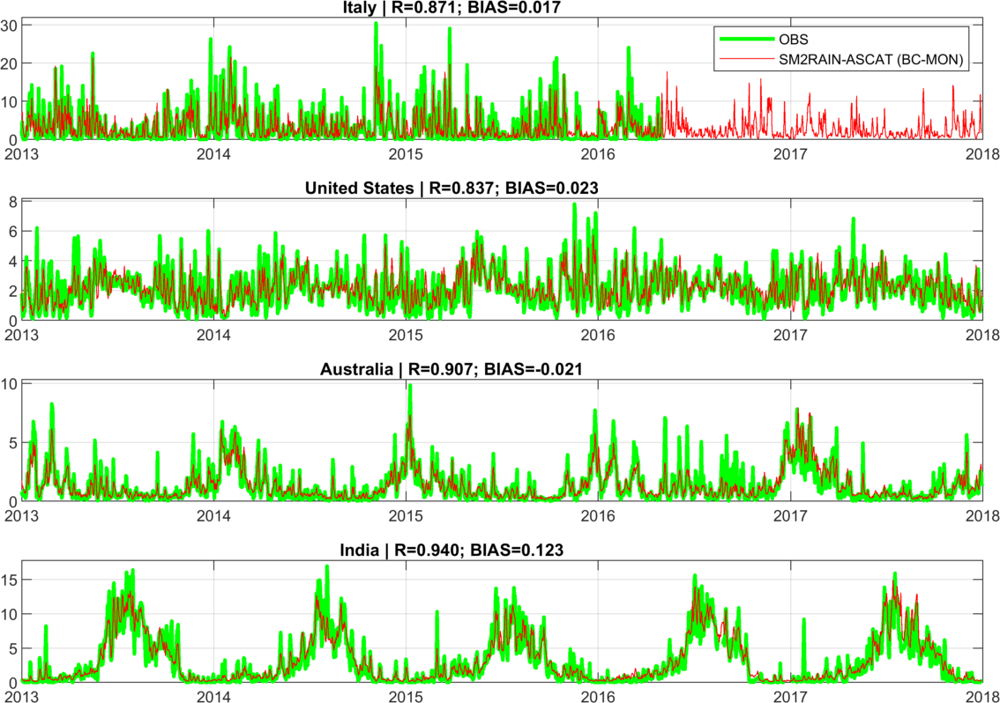 Italy | R=0.871; BIAS=0.017
30
20
10
0
OBS
SM2RAIN-ASCAT (BC-MON)
2013 2014 2015 2016 2017 2018
United States | R=0.837; BIAS=0.023
8
6
4
2
0
2013 2014 2015 2016 2017 2018
Australia | R=0.907; BIAS=-0.021
10
5
0
2013 2014 2015 2016 2017 2018
India | R=0.940; BIAS=0.123
15
10
5
0
2013 2014 2015 2016 2017 2018